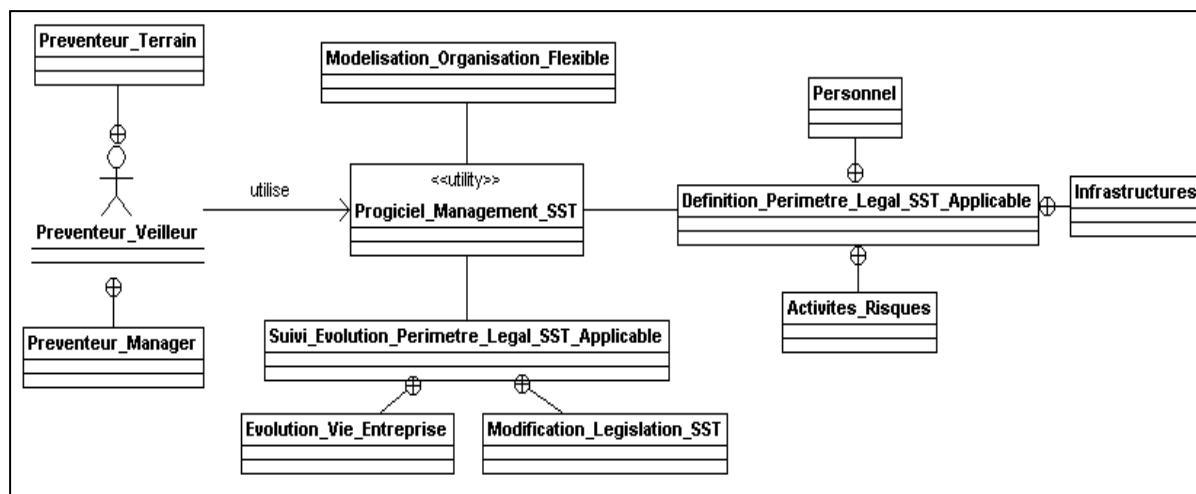 Preventeur_Terrain
Modelisation_Organisation_Flexible
Personnel
utilise
<<utility>>
Progiciel_Management_SST
Definition_Perimetre_Legal_SST_Applicable
Infrastructures
Preventeur_Veilleur
Activites_Risques
Preventeur_Manager
Suivi_Evolution_Perimetre_Legal_SST_Applicable
Evolution_Vie_Entreprise
Modification_Legislation_SST